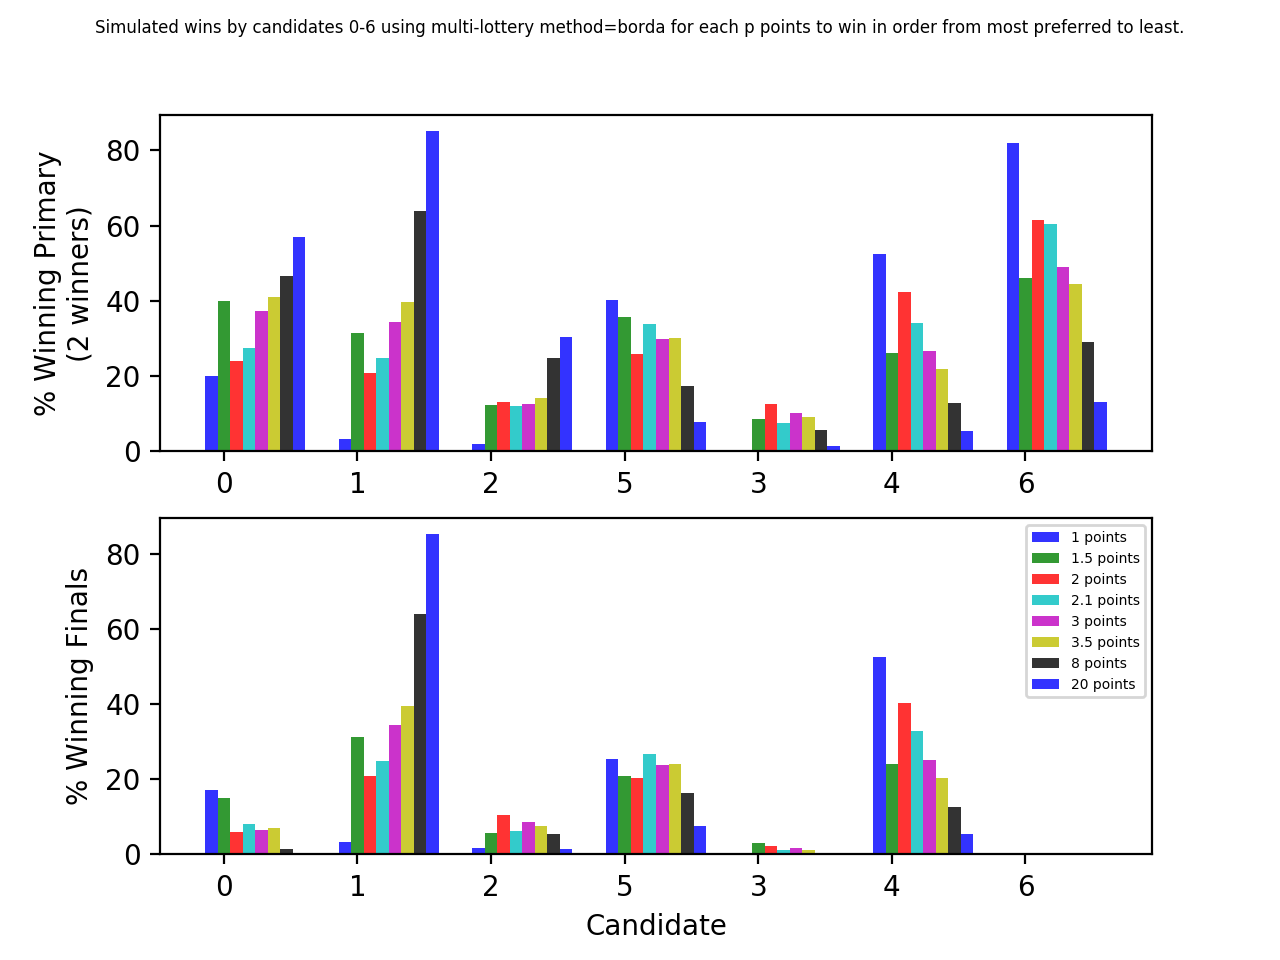 Simulated wins by candidates 0-6 using multi-lottery method=borda for each p points to win in order from most preferred to least.
% Winning Primary
(2 winners)
80
60
40
20
0
0 1 2 5 3 4 6
% Winning Finals
80
60
40
20
0
1 points
1.5 points
2 points
2.1 points
3 points
3.5 points
8 points
20 points
0 1 2 5 3 4 6
Candidate